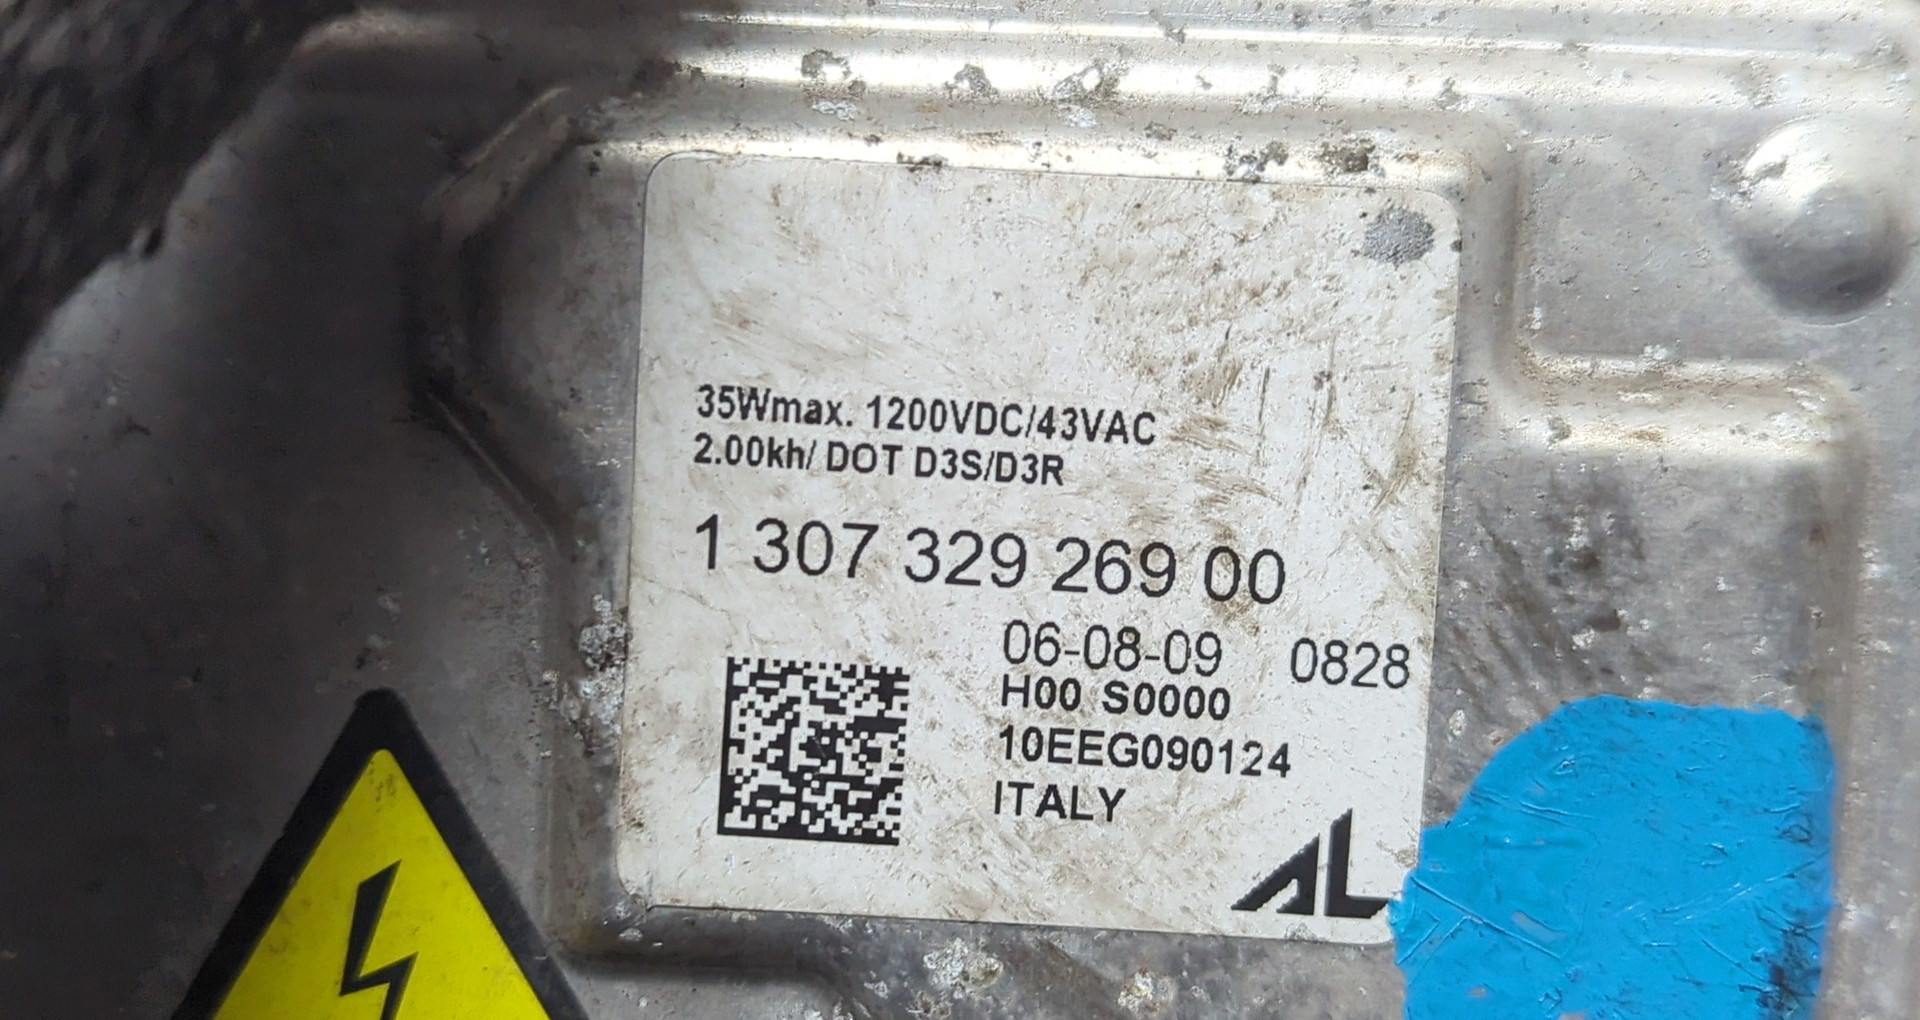 35Wmax. 1200VDC/43VAC
2.00kh/ DOT D3S/D3R
1 307 329 269 00
06-08-09 0828
H00 S0000
10EEG090124
ITALY
AL